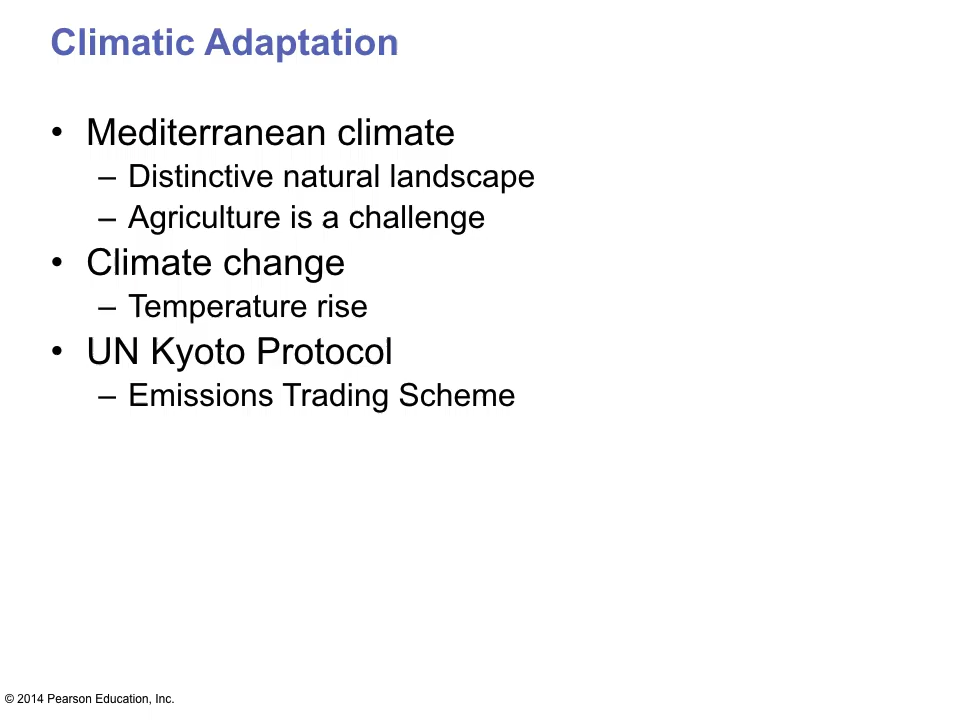 Climatic Adaptation
• Mediterranean climate
– Distinctive natural landscape
– Agriculture is a challenge
• Climate change
– Temperature rise
• UN Kyoto Protocol
– Emissions Trading Scheme
© 2014 Pearson Education, Inc.